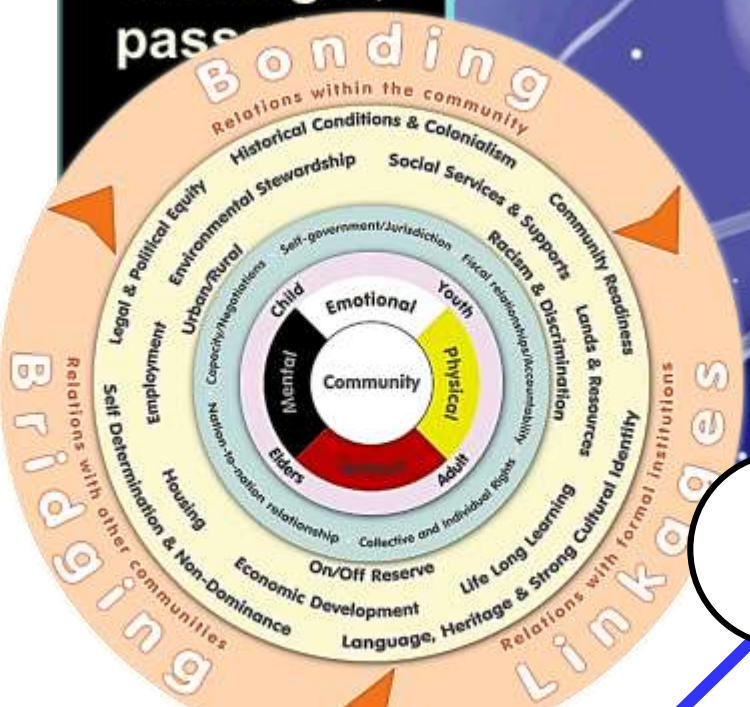 Bonding
Relations within the community
Historical Conditions & Colonialism
Environmental Stewardship
Social Services & Supports
Community Readiness
Legal & Political Equity
Urban/Rural
Racism & Discrimination
Lands & Resources
Employment
Self-government/Jurisdiction
Fiscal relationships/Accountability
Capacity/Negotiations
Child
Youth
Emotional
Mental
Community
Physical
Elders
Adult
Nation-to-nation relationship
Collective and Individual Rights
Housing
Self Determination & Non-Dominance
On/Off Reserve
Economic Development
Life Long Learning
Language, Heritage & Strong Cultural Identity
Bridging
Relations with other communities
Linkages
Relations with formal institutions